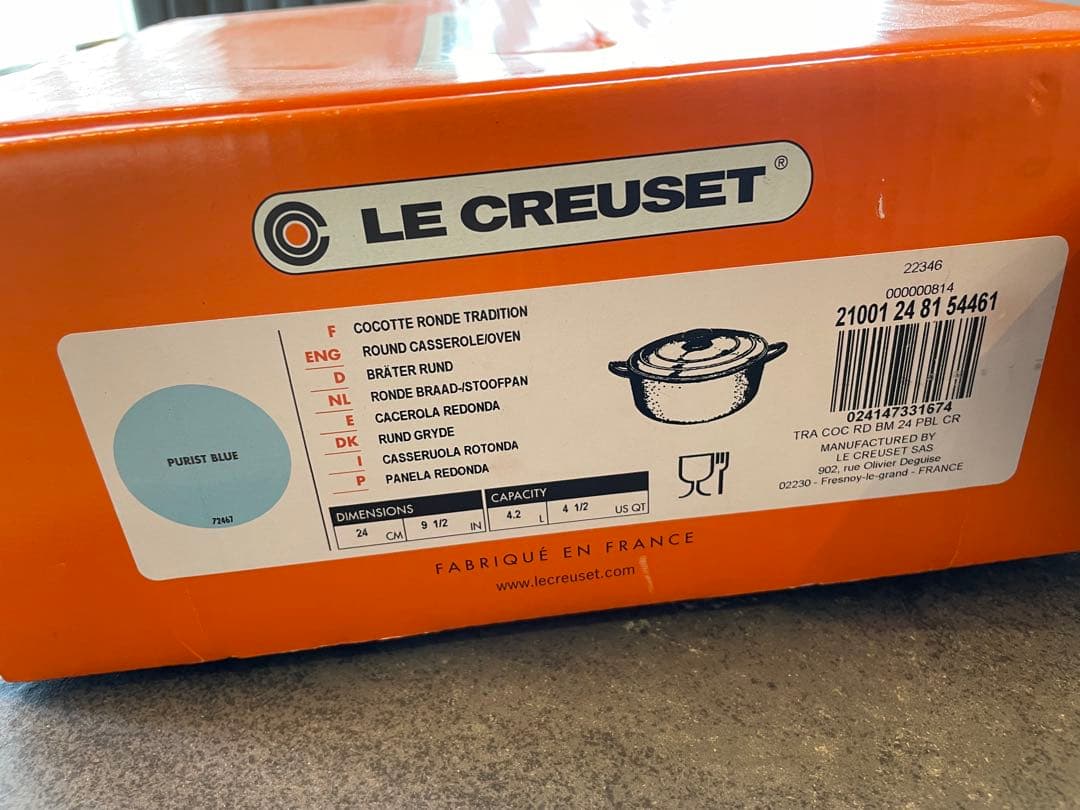 LE CREUSET ®
PURIST BLUE
72467
F COCOTTE RONDE TRADITION
ENG ROUND CASSEROLE/OVEN
D BRÄTER RUND
NL RONDE BRAAD-/STOOFPAN
E CACEROLA REDONDA
DK RUND GRYDE
I CASSERUOLA ROTONDA
P PANELA REDONDA
DIMENSIONS
24 CM 9 1/2 IN
CAPACITY
4.2 L 4 1/2 US QT
22346
000000814
21001 24 81 54461
024147331674
TRA COC RD BM 24 PBL CR
MANUFACTURED BY
LE CREUSET SAS
902, rue Olivier Deguise
02230 - Fresnoy-le-grand - FRANCE
FABRIQUÉ EN FRANCE
www.lecreuset.com